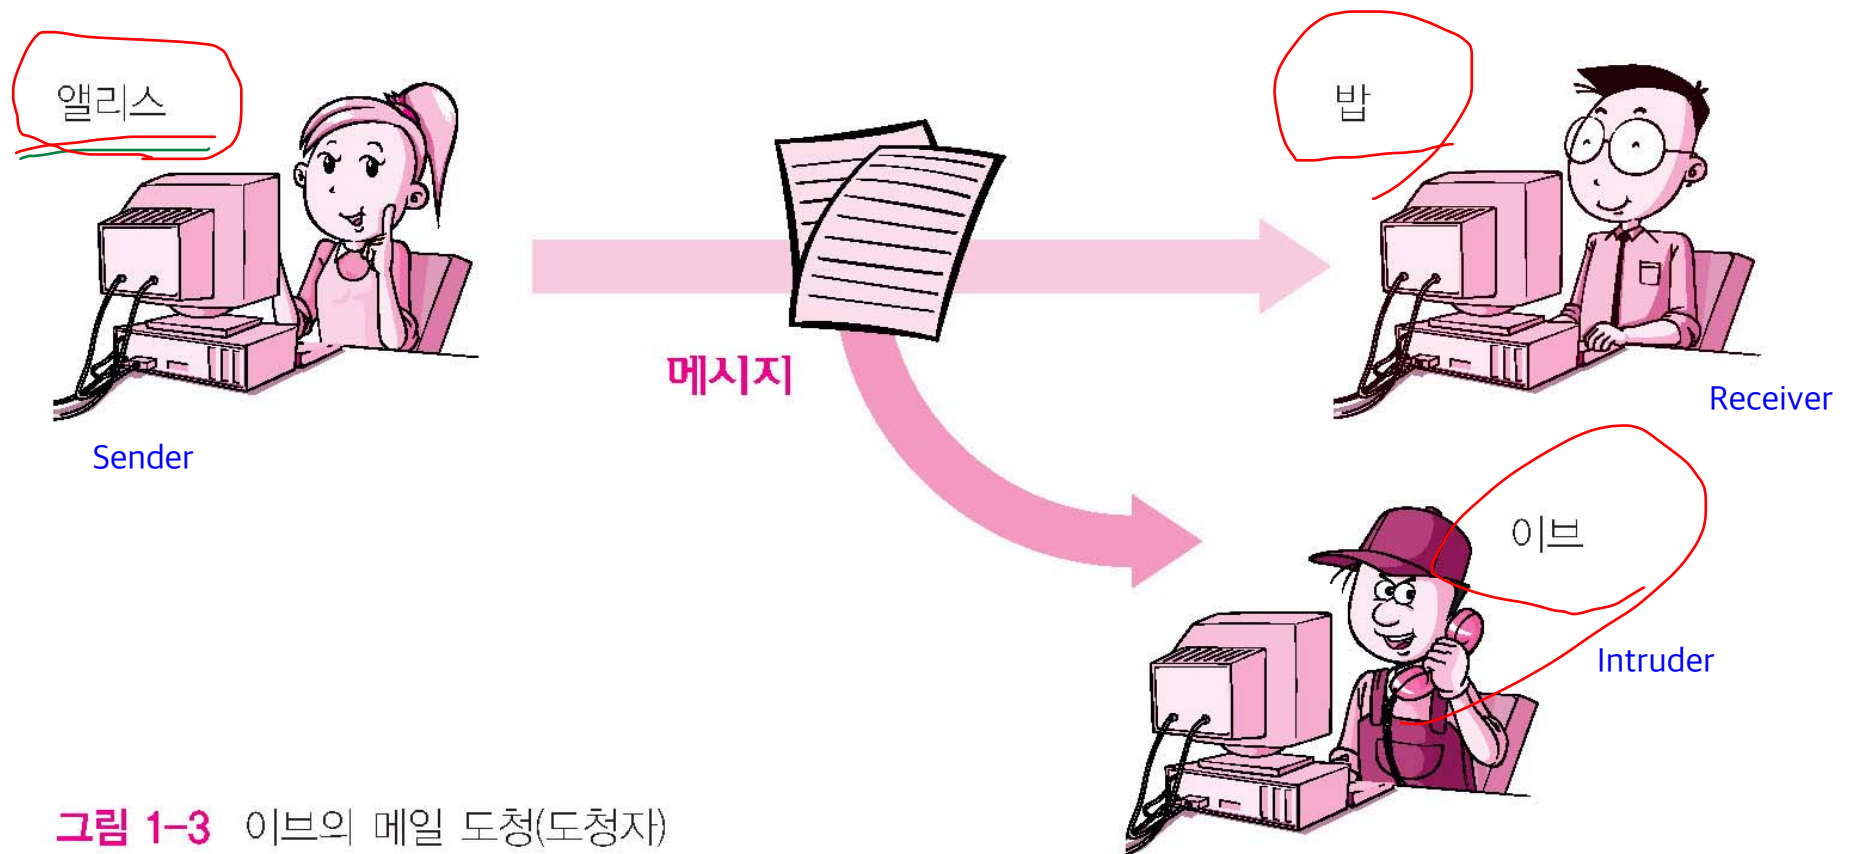 앨리스
밥
메시지
Receiver
Sender
이브
Intruder
그림 1-3 이브의 메일 도청(도청자)